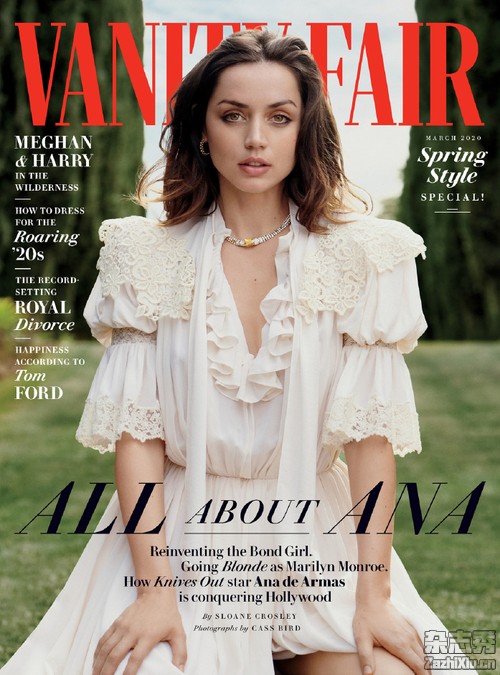 VANITY FAIR
MARCH 2020
Spring
Style
SPECIAL!
MEGHAN
& HARRY
IN THE
WILDERNESS
HOW TO DRESS
FOR THE
Roaring
’20s
THE RECORD-
SETTING
ROYAL
Divorce
HAPPINESS
ACCORDING TO
Tom
FORD
ALL ABOUT ANA
Reinventing the Bond Girl.
Going Blonde as Marilyn Monroe.
How Knives Out star Ana de Armas
is conquering Hollywood
By SLOANE CROSLEY
Photographs by CASS BIRD
杂志秀
ZaZhiXiu.cn